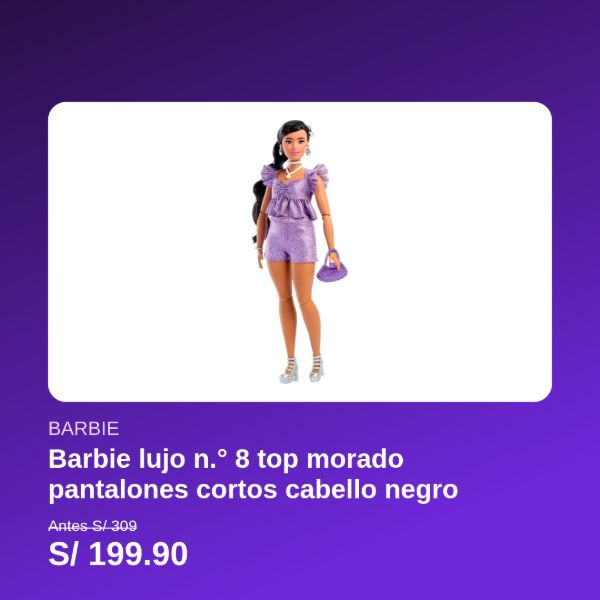 BARBIE
Barbie lujo n.° 8 top morado
pantalones cortos cabello negro
Antes S/ 309
S/ 199.90